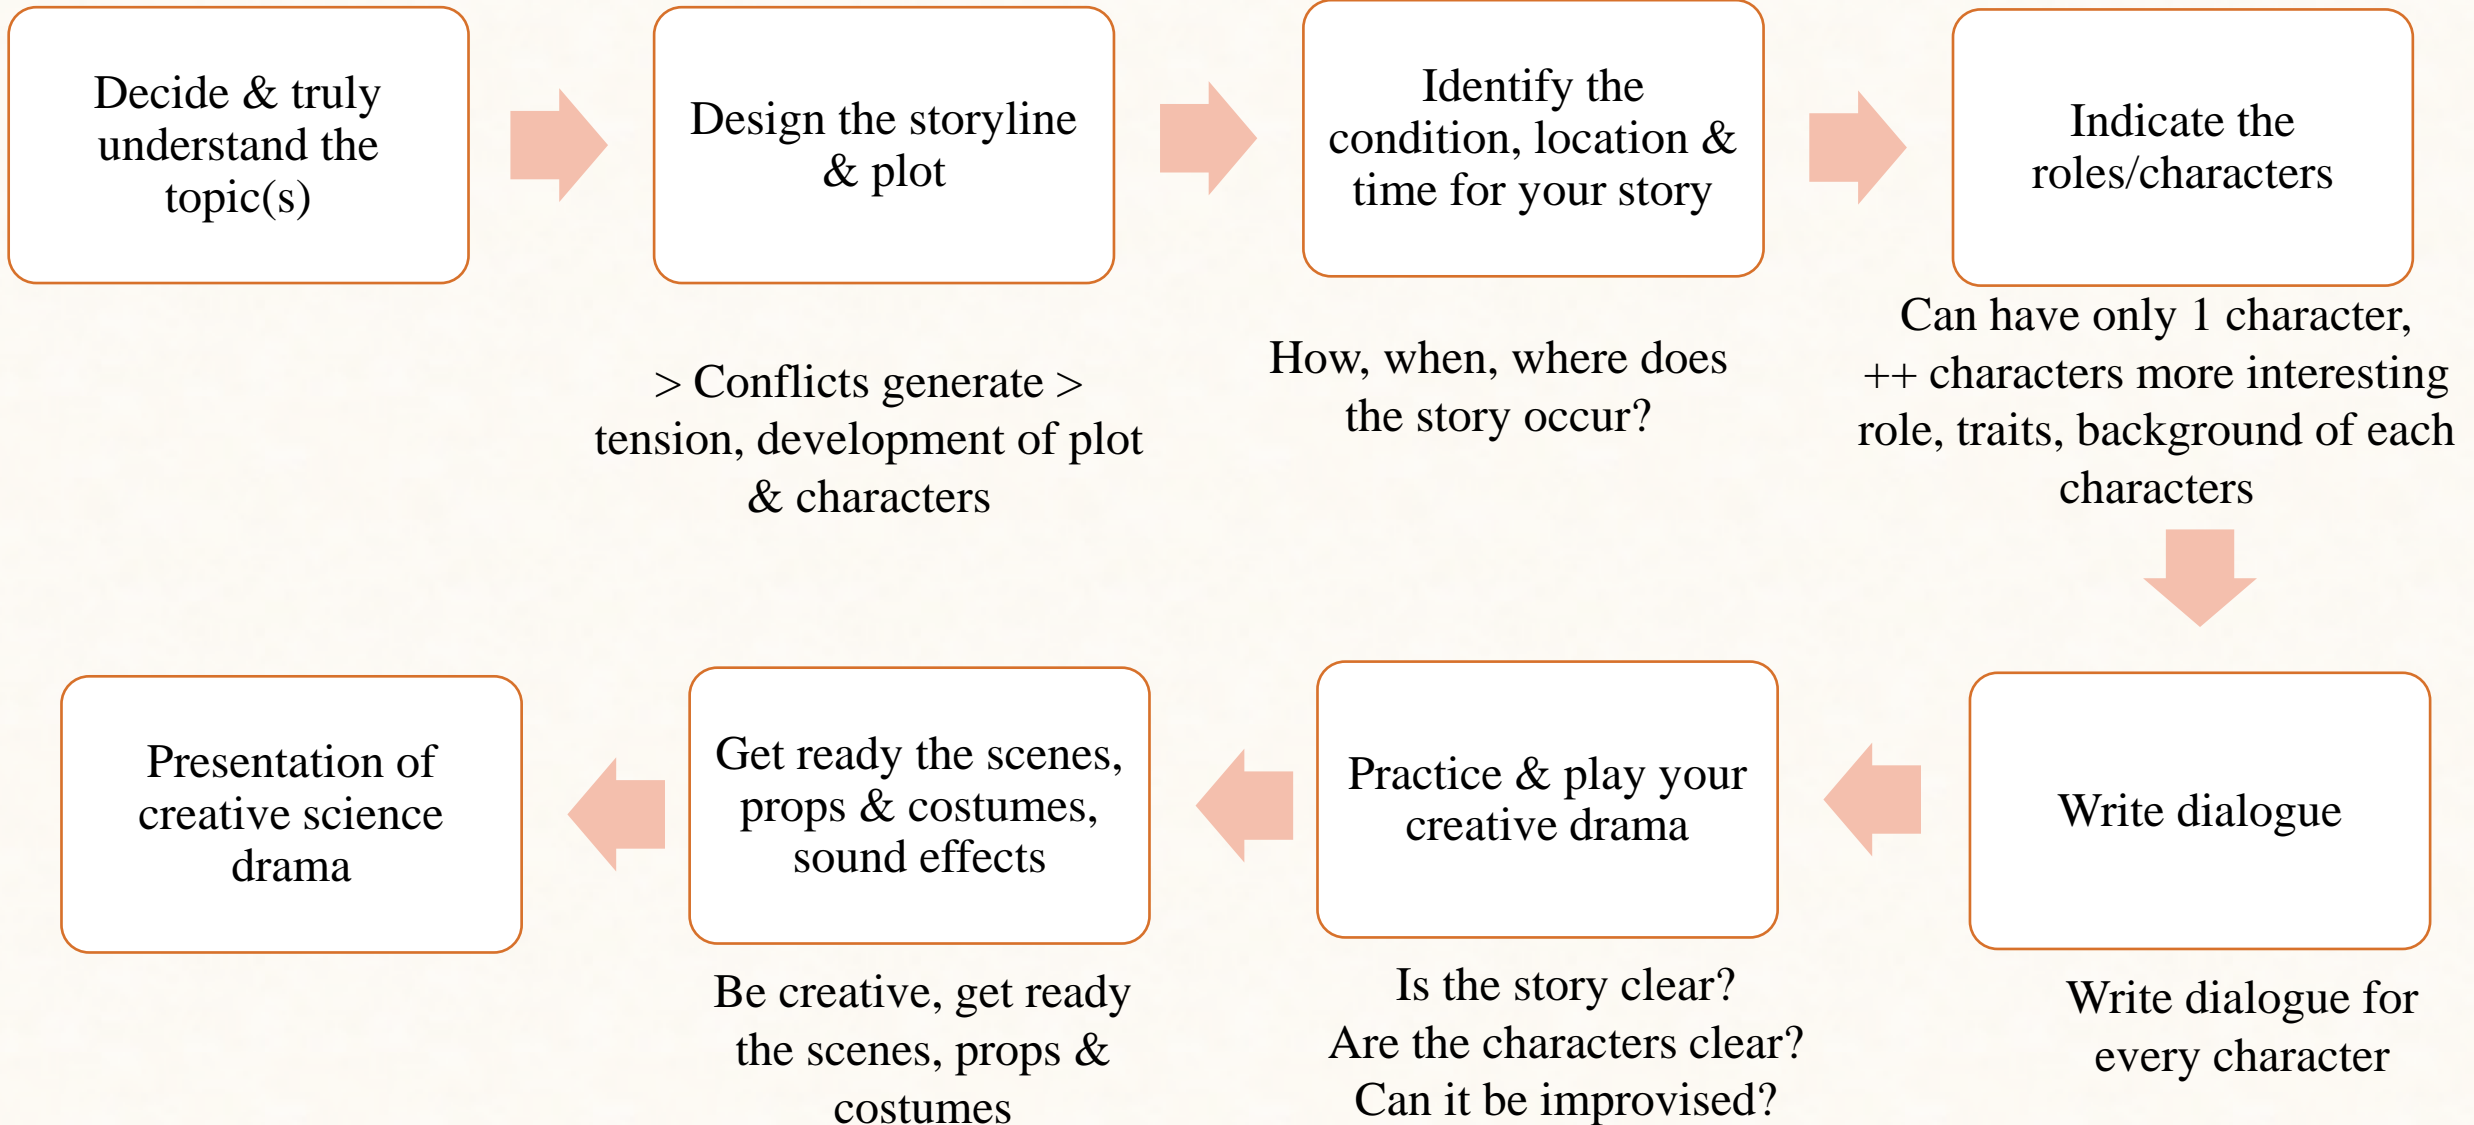 Decide & truly
understand the
topic(s)
Design the storyline
& plot
> Conflicts generate >
tension, development of plot
& characters
Identify the
condition, location &
time for your story
How, when, where does
the story occur?
Indicate the
roles/characters
Can have only 1 character,
++ characters more interesting
role, traits, background of each
characters
Write dialogue
Write dialogue for
every character
Practice & play your
creative drama
Is the story clear?
Are the characters clear?
Can it be improvised?
Get ready the scenes,
props & costumes,
sound effects
Be creative, get ready
the scenes, props &
costumes
Presentation of
creative science
drama